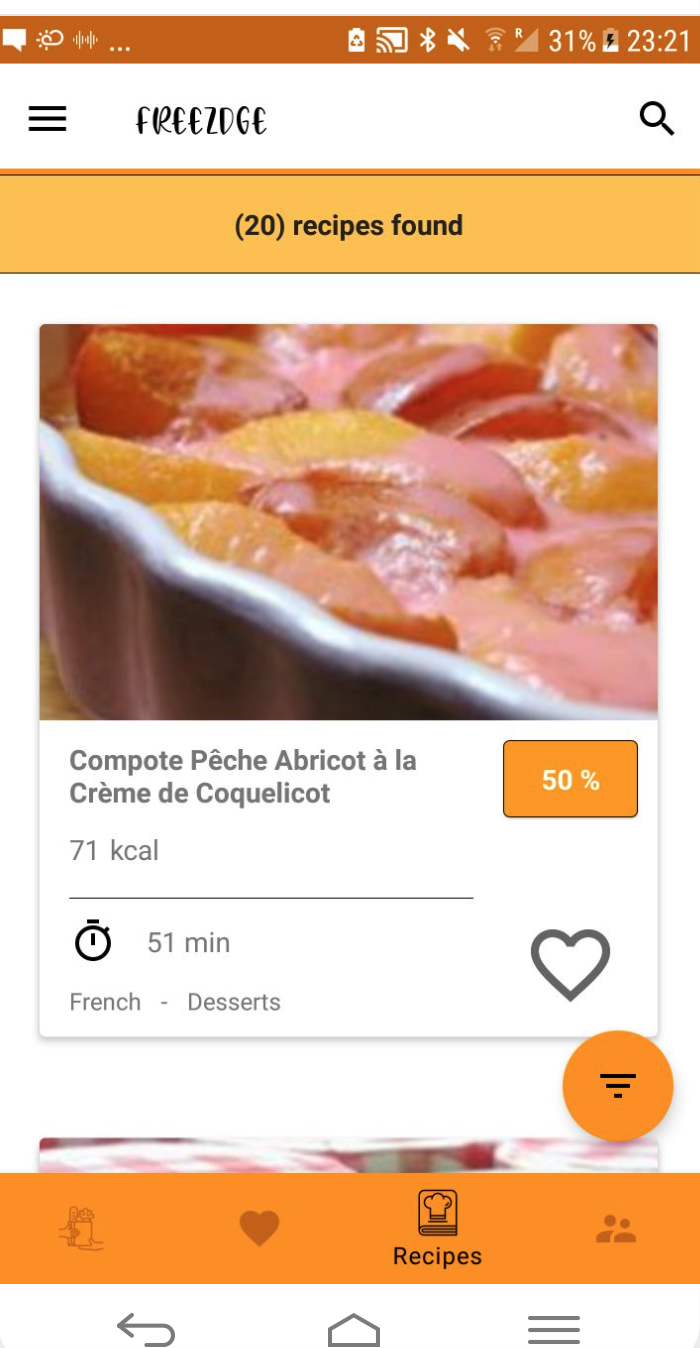 ...
R 31% 23:21
FREEZDGE
(20) recipes found
Compote Pêche Abricot à la
Crème de Coquelicot
50 %
71 kcal
51 min
French - Desserts
Recipes